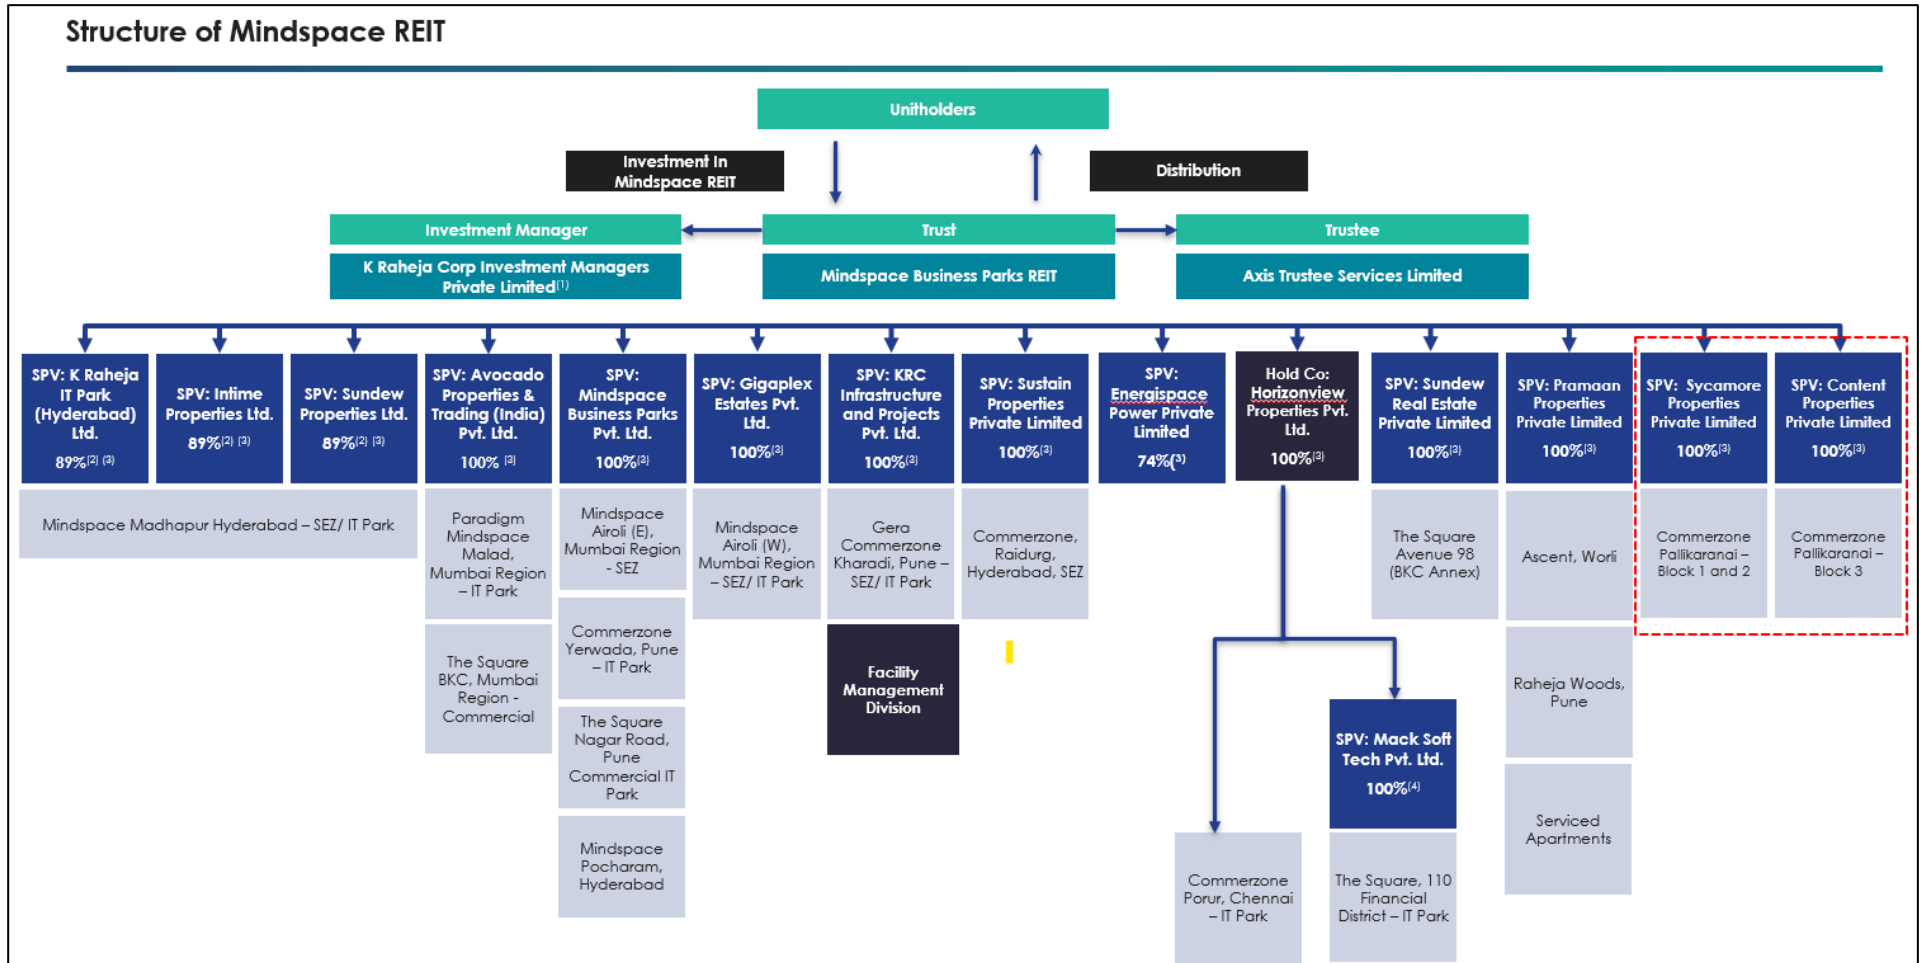 Structure of Mindspace REIT
Unitholders
Investment In
Mindspace REIT
Distribution
Investment Manager
Trust
Trustee
K Raheja Corp Investment Managers
Private Limited(1)
Mindspace Business Parks REIT
Axis Trustee Services Limited
SPV: K Raheja
IT Park
(Hyderabad)
Ltd.
89%(2) (3)
SPV: Intime
Properties Ltd.
89%(2) (3)
SPV: Sundew
Properties Ltd.
89%(2) (3)
SPV: Avocado
Properties &
Trading (India)
Pvt. Ltd.
100% (3)
SPV:
Mindspace
Business Parks
Pvt. Ltd.
100%(3)
SPV: Gigaplex
Estates Pvt.
Ltd.
100%(3)
SPV: KRC
Infrastructure
and Projects
Pvt. Ltd.
100%(3)
SPV: Sustain
Properties
Private Limited
100%(3)
SPV:
Energispace
Power Private
Limited
74%(3)
Hold Co:
Horizonview
Properties Pvt.
Ltd.
100%(3)
SPV: Sundew
Real Estate
Private Limited
100%(3)
SPV: Pramaan
Properties
Private Limited
100%(3)
SPV: Sycamore
Properties
Private Limited
100%(3)
SPV: Content
Properties
Private Limited
100%(3)
Mindspace Madhapur Hyderabad – SEZ/ IT Park
Paradigm
Mindspace
Malad,
Mumbai Region
– IT Park
Mindspace
Airoli (E),
Mumbai Region
- SEZ
Mindspace
Airoli (W),
Mumbai Region
– SEZ/ IT Park
Gera
Commerzone
Kharadi, Pune –
SEZ/ IT Park
Commerzone,
Raidurg,
Hyderabad, SEZ
The Square
Avenue 98
(BKC Annex)
Ascent, Worli
Commerzone
Pallikaranai –
Block 1 and 2
Commerzone
Pallikaranai –
Block 3
The Square
BKC, Mumbai
Region -
Commercial
Commerzone
Yerwada, Pune
– IT Park
Facility
Management
Division
Raheja Woods,
Pune
The Square
Nagar Road,
Pune
Commercial IT
Park
SPV: Mack Soft
Tech Pvt. Ltd.
100%(4)
Serviced
Apartments
Mindspace
Pocharam,
Hyderabad
Commerzone
Porur, Chennai
– IT Park
The Square, 110
Financial
District – IT Park